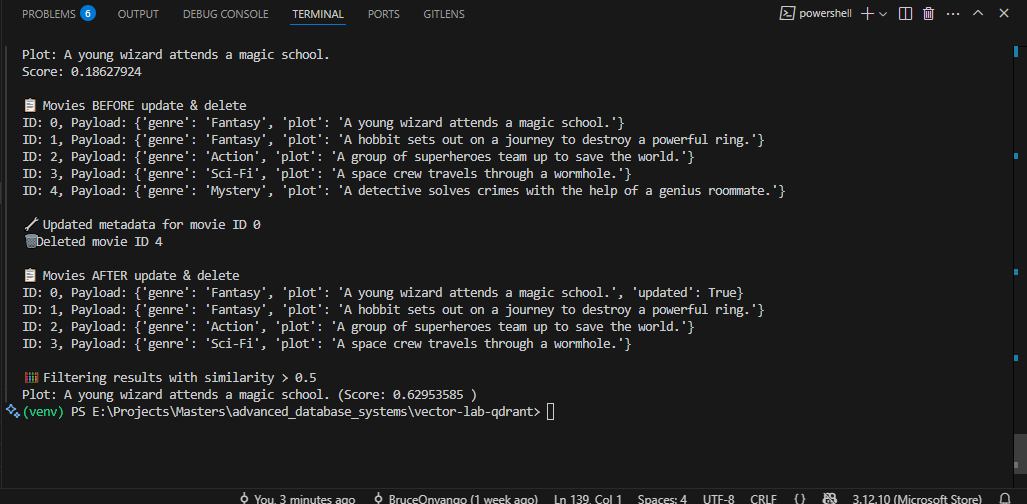 PROBLEMS 6 OUTPUT DEBUG CONSOLE TERMINAL PORTS GITLENS powershell
Plot: A young wizard attends a magic school.
Score: 0.18627924
📋 Movies BEFORE update & delete
ID: 0, Payload: {'genre': 'Fantasy', 'plot': 'A young wizard attends a magic school.'}
ID: 1, Payload: {'genre': 'Fantasy', 'plot': 'A hobbit sets out on a journey to destroy a powerful ring.'}
ID: 2, Payload: {'genre': 'Action', 'plot': 'A group of superheroes team up to save the world.'}
ID: 3, Payload: {'genre': 'Sci-Fi', 'plot': 'A space crew travels through a wormhole.'}
ID: 4, Payload: {'genre': 'Mystery', 'plot': 'A detective solves crimes with the help of a genius roommate.'}
🔧 Updated metadata for movie ID 0
🗑️Deleted movie ID 4
📋 Movies AFTER update & delete
ID: 0, Payload: {'genre': 'Fantasy', 'plot': 'A young wizard attends a magic school.', 'updated': True}
ID: 1, Payload: {'genre': 'Fantasy', 'plot': 'A hobbit sets out on a journey to destroy a powerful ring.'}
ID: 2, Payload: {'genre': 'Action', 'plot': 'A group of superheroes team up to save the world.'}
ID: 3, Payload: {'genre': 'Sci-Fi', 'plot': 'A space crew travels through a wormhole.'}
🧮 Filtering results with similarity > 0.5
Plot: A young wizard attends a magic school. (Score: 0.62953585 )
(venv) PS E:\Projects\Masters\advanced_database_systems\vector-lab-qdrant>
You, 3 minutes ago BruceOnyango (1 week ago) Ln 139, Col 1 Spaces: 4 UTF-8 CRLF {} 3.12.10 (Microsoft Store)